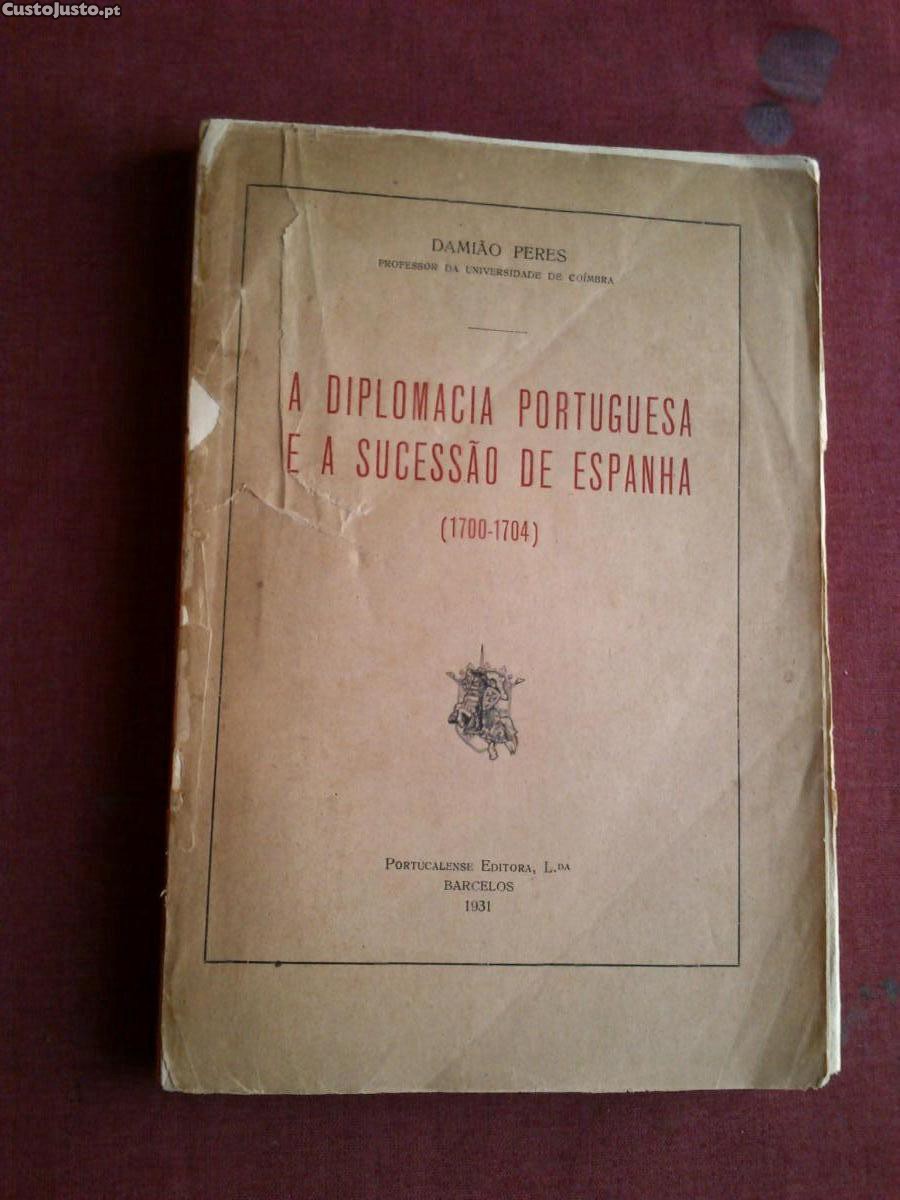 CustoJusto.pt
DAMIÃO PERES
PROFESSOR DA UNIVERSIDADE DE COÍMBRA
A DIPLOMACIA PORTUGUESA
E A SUCESSÃO DE ESPANHA
(1700-1704)
PORTUCALENSE EDITORA, L.DA
BARCELOS
1931